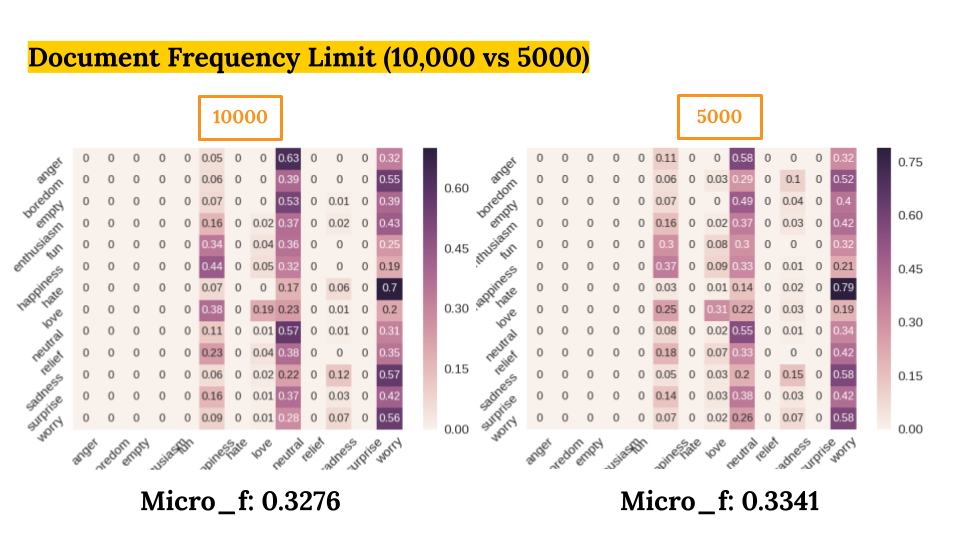 Document Frequency Limit (10,000 vs 5000)
10000
anger 0 0 0 0 0 0.05 0 0 0.63 0 0 0 0.32
boredom 0 0 0 0 0 0.06 0 0 0.39 0 0 0 0.55
empty 0 0 0 0 0 0.07 0 0 0.53 0 0.01 0 0.39
enthusiasm 0 0 0 0 0 0.16 0 0.02 0.37 0 0.02 0 0.43
fun 0 0 0 0 0 0.34 0 0.04 0.36 0 0 0 0.25
happiness 0 0 0 0 0 0.44 0 0.05 0.32 0 0 0 0.19
hate 0 0 0 0 0 0.07 0 0 0.17 0 0.06 0 0.7
love 0 0 0 0 0 0.38 0 0.19 0.23 0 0.01 0 0.2
neutral 0 0 0 0 0 0.11 0 0.01 0.57 0 0.01 0 0.31
relief 0 0 0 0 0 0.23 0 0.04 0.38 0 0 0 0.35
sadness 0 0 0 0 0 0.06 0 0.02 0.22 0 0.12 0 0.57
surprise 0 0 0 0 0 0.16 0 0.01 0.37 0 0.03 0 0.42
worry 0 0 0 0 0 0.09 0 0.01 0.28 0 0.07 0 0.56
anger oredom empty usiasm fun ppiness hate love neutral relief adness urprise worry
0.60
0.45
0.30
0.15
0.00
Micro_f: 0.3276
5000
anger 0 0 0 0 0 0.11 0 0 0.58 0 0 0 0.32
boredom 0 0 0 0 0 0.06 0 0.03 0.29 0 0.1 0 0.52
empty 0 0 0 0 0 0.07 0 0 0.49 0 0.04 0 0.4
nthusiasm 0 0 0 0 0 0.16 0 0.02 0.37 0 0.03 0 0.42
fun 0 0 0 0 0 0.3 0 0.08 0.3 0 0 0 0.32
appiness 0 0 0 0 0 0.37 0 0.09 0.33 0 0.01 0 0.21
hate 0 0 0 0 0 0.03 0 0.01 0.14 0 0.02 0 0.79
love 0 0 0 0 0 0.25 0 0.31 0.22 0 0.03 0 0.19
neutral 0 0 0 0 0 0.08 0 0.02 0.55 0 0.01 0 0.34
relief 0 0 0 0 0 0.18 0 0.07 0.33 0 0 0 0.42
sadness 0 0 0 0 0 0.05 0 0.03 0.2 0 0.15 0 0.58
surprise 0 0 0 0 0 0.14 0 0.03 0.38 0 0.03 0 0.42
worry 0 0 0 0 0 0.07 0 0.02 0.26 0 0.07 0 0.58
anger oredom empty usiasm fun ppiness hate love neutral relief adness urprise worry
0.75
0.60
0.45
0.30
0.15
0.00
Micro_f: 0.3341